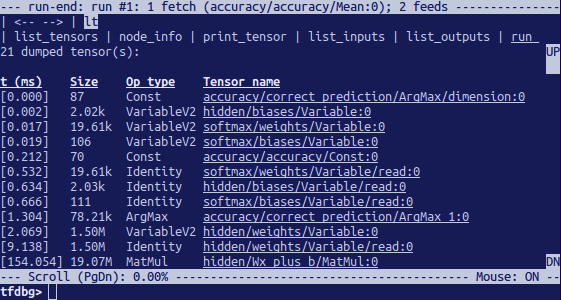 --- run-end: run #1: 1 fetch (accuracy/accuracy/Mean:0); 2 feeds ---
| <-- --> | lt
| list_tensors | node_info | print_tensor | list_inputs | list_outputs | run_
21 dumped tensor(s): UP
t (ms) Size Op type Tensor name
[0.000] 87 Const accuracy/correct_prediction/ArgMax/dimension:0
[0.002] 2.02k VariableV2 hidden/biases/Variable:0
[0.017] 19.61k VariableV2 softmax/weights/Variable:0
[0.019] 106 VariableV2 softmax/biases/Variable:0
[0.212] 70 Const accuracy/accuracy/Const:0
[0.532] 19.61k Identity softmax/weights/Variable/read:0
[0.634] 2.03k Identity hidden/biases/Variable/read:0
[0.666] 111 Identity softmax/biases/Variable/read:0
[1.304] 78.21k ArgMax accuracy/correct_prediction/ArgMax_1:0
[2.069] 1.50M VariableV2 hidden/weights/Variable:0
[9.138] 1.50M Identity hidden/weights/Variable/read:0
[154.054] 19.07M MatMul hidden/Wx_plus_b/MatMul:0 DN
--- Scroll (PgDn): 0.00% ---------------------------------- Mouse: ON --
tfdbg>